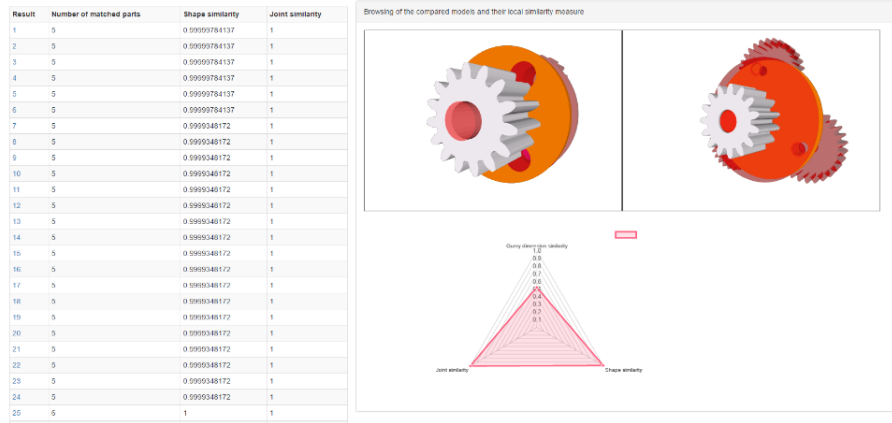 Result Number of matched parts Shape similarity Joint similarity
1 5 0.99999784137 1
2 5 0.99999784137 1
3 5 0.99999784137 1
4 5 0.99999784137 1
5 5 0.99999784137 1
6 5 0.99999784137 1
7 5 0.9999348172 1
8 5 0.9999348172 1
9 5 0.9999348172 1
10 5 0.9999348172 1
11 5 0.9999348172 1
12 5 0.9999348172 1
13 5 0.9999348172 1
14 5 0.9999348172 1
15 5 0.9999348172 1
16 5 0.9999348172 1
17 5 0.9999348172 1
18 5 0.9999348172 1
19 5 0.9999348172 1
20 5 0.9999348172 1
21 5 0.9999348172 1
22 5 0.9999348172 1
23 5 0.9999348172 1
24 5 0.9999348172 1
25 6 1 1
Browsing of the compared models and their local similarity measure
Query dimension similarity
1.0
0.9
0.8
0.7
0.6
0.5
0.4
0.3
0.2
0.1
Joint similarity
Shape similarity